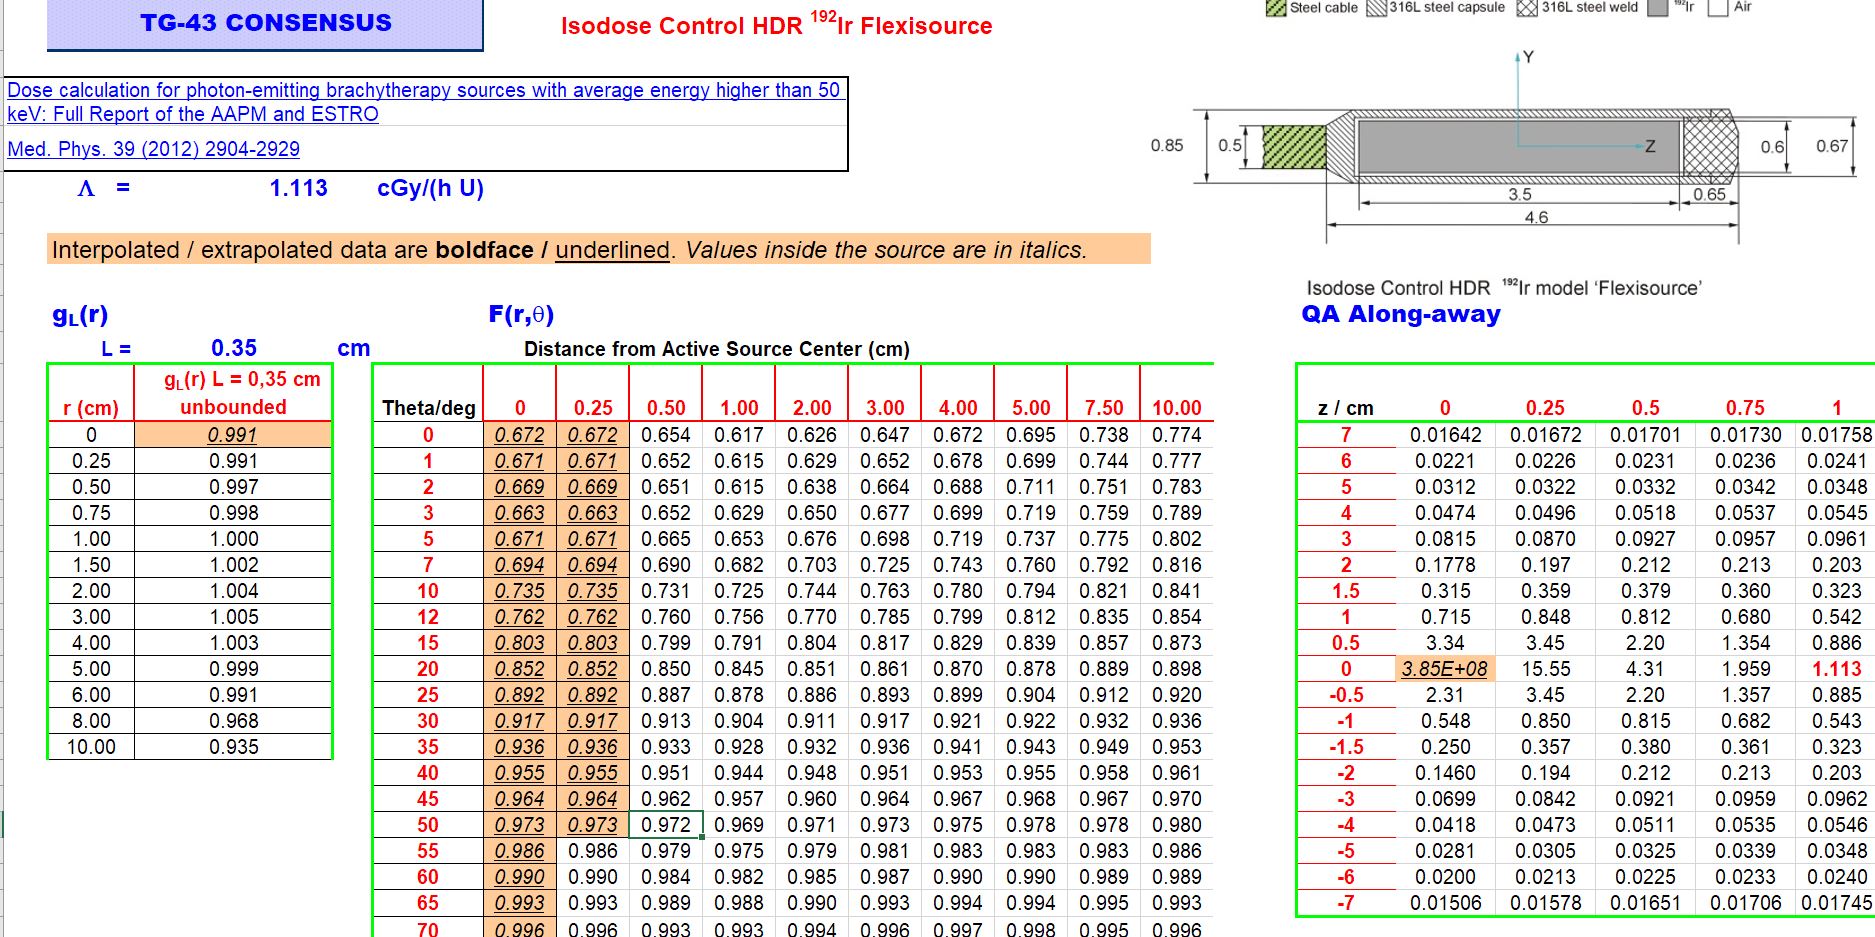 TG-43 CONSENSUS
Isodose Control HDR 192Ir Flexisource
Steel cable 316L steel capsule 316L steel weld 192Ir Air
Dose calculation for photon-emitting brachytherapy sources with average energy higher than 50
keV: Full Report of the AAPM and ESTRO
Med. Phys. 39 (2012) 2904-2929
Λ = 1.113 cGy/(h U)
Y
Z
0.85 0.5 0.6 0.67
3.5 0.65
4.6
Interpolated / extrapolated data are boldface / underlined. Values inside the source are in italics.
Isodose Control HDR 192Ir model ‘Flexisource’
gL(r)
L = 0.35 cm
r (cm) gL(r) L = 0,35 cm unbounded
0 0.991
0.25 0.991
0.50 0.997
0.75 0.998
1.00 1.000
1.50 1.002
2.00 1.004
3.00 1.005
4.00 1.003
5.00 0.999
6.00 0.991
8.00 0.968
10.00 0.935
F(r,θ)
Distance from Active Source Center (cm)
Theta/deg 0 0.25 0.50 1.00 2.00 3.00 4.00 5.00 7.50 10.00
0 0.672 0.672 0.654 0.617 0.626 0.647 0.672 0.695 0.738 0.774
1 0.671 0.671 0.652 0.615 0.629 0.652 0.678 0.699 0.744 0.777
2 0.669 0.669 0.651 0.615 0.638 0.664 0.688 0.711 0.751 0.783
3 0.663 0.663 0.652 0.629 0.650 0.677 0.699 0.719 0.759 0.789
5 0.671 0.671 0.665 0.653 0.676 0.698 0.719 0.737 0.775 0.802
7 0.694 0.694 0.690 0.682 0.703 0.725 0.743 0.760 0.792 0.816
10 0.735 0.735 0.731 0.725 0.744 0.763 0.780 0.794 0.821 0.841
12 0.762 0.762 0.760 0.756 0.770 0.785 0.799 0.812 0.835 0.854
15 0.803 0.803 0.799 0.791 0.804 0.817 0.829 0.839 0.857 0.873
20 0.852 0.852 0.850 0.845 0.851 0.861 0.870 0.878 0.889 0.898
25 0.892 0.892 0.887 0.878 0.886 0.893 0.899 0.904 0.912 0.920
30 0.917 0.917 0.913 0.904 0.911 0.917 0.921 0.922 0.932 0.936
35 0.936 0.936 0.933 0.928 0.932 0.936 0.941 0.943 0.949 0.953
40 0.955 0.955 0.951 0.944 0.948 0.951 0.953 0.955 0.958 0.961
45 0.964 0.964 0.962 0.957 0.960 0.964 0.967 0.968 0.967 0.970
50 0.973 0.973 0.972 0.969 0.971 0.973 0.975 0.978 0.978 0.980
55 0.986 0.986 0.979 0.975 0.979 0.981 0.983 0.983 0.983 0.986
60 0.990 0.990 0.984 0.982 0.985 0.987 0.990 0.990 0.989 0.989
65 0.993 0.993 0.989 0.988 0.990 0.993 0.994 0.994 0.995 0.993
70 0.996 0.996 0.993 0.993 0.994 0.996 0.997 0.998 0.995 0.996
QA Along-away
z / cm 0 0.25 0.5 0.75 1
7 0.01642 0.01672 0.01701 0.01730 0.01758
6 0.0221 0.0226 0.0231 0.0236 0.0241
5 0.0312 0.0322 0.0332 0.0342 0.0348
4 0.0474 0.0496 0.0518 0.0537 0.0545
3 0.0815 0.0870 0.0927 0.0957 0.0961
2 0.1778 0.197 0.212 0.213 0.203
1.5 0.315 0.359 0.379 0.360 0.323
1 0.715 0.848 0.812 0.680 0.542
0.5 3.34 3.45 2.20 1.354 0.886
0 3.85E+08 15.55 4.31 1.959 1.113
-0.5 2.31 3.45 2.20 1.357 0.885
-1 0.548 0.850 0.815 0.682 0.543
-1.5 0.250 0.357 0.380 0.361 0.323
-2 0.1460 0.194 0.212 0.213 0.203
-3 0.0699 0.0842 0.0921 0.0959 0.0962
-4 0.0418 0.0473 0.0511 0.0535 0.0546
-5 0.0281 0.0305 0.0325 0.0339 0.0348
-6 0.0200 0.0213 0.0225 0.0233 0.0240
-7 0.01506 0.01578 0.01651 0.01706 0.01745